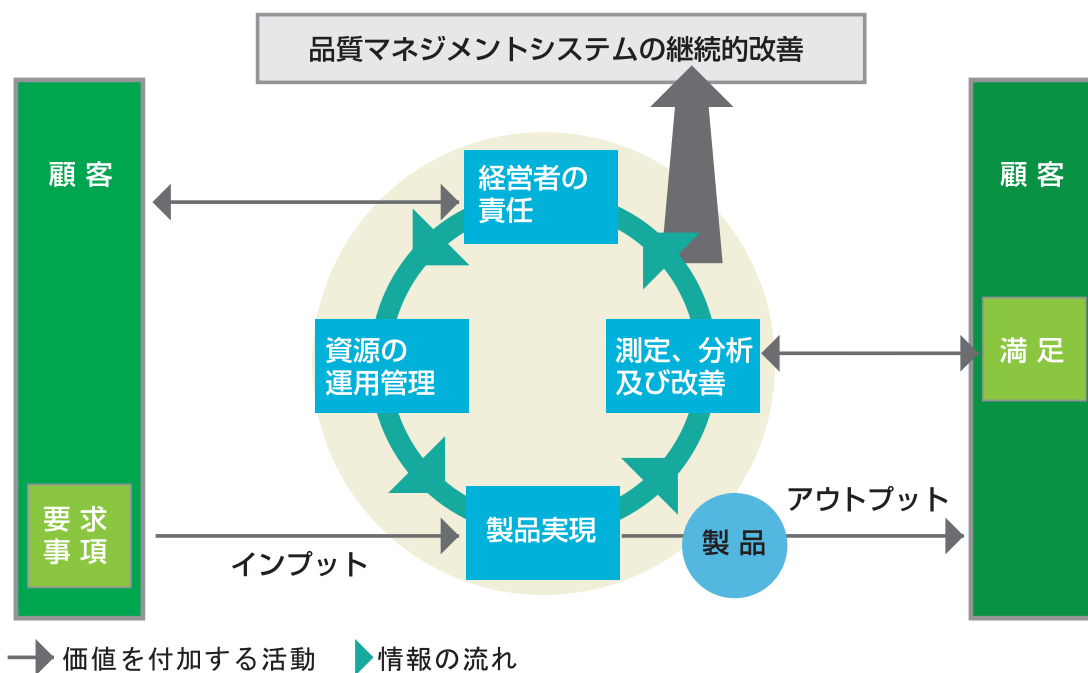 品質マネジメントシステムの継続的改善
顧客
経営者の
責任
顧客
資源の
運用管理
測定、分析
及び改善
満足
要求
事項
インプット
製品実現
製品
アウトプット
価値を付加する活動
情報の流れ